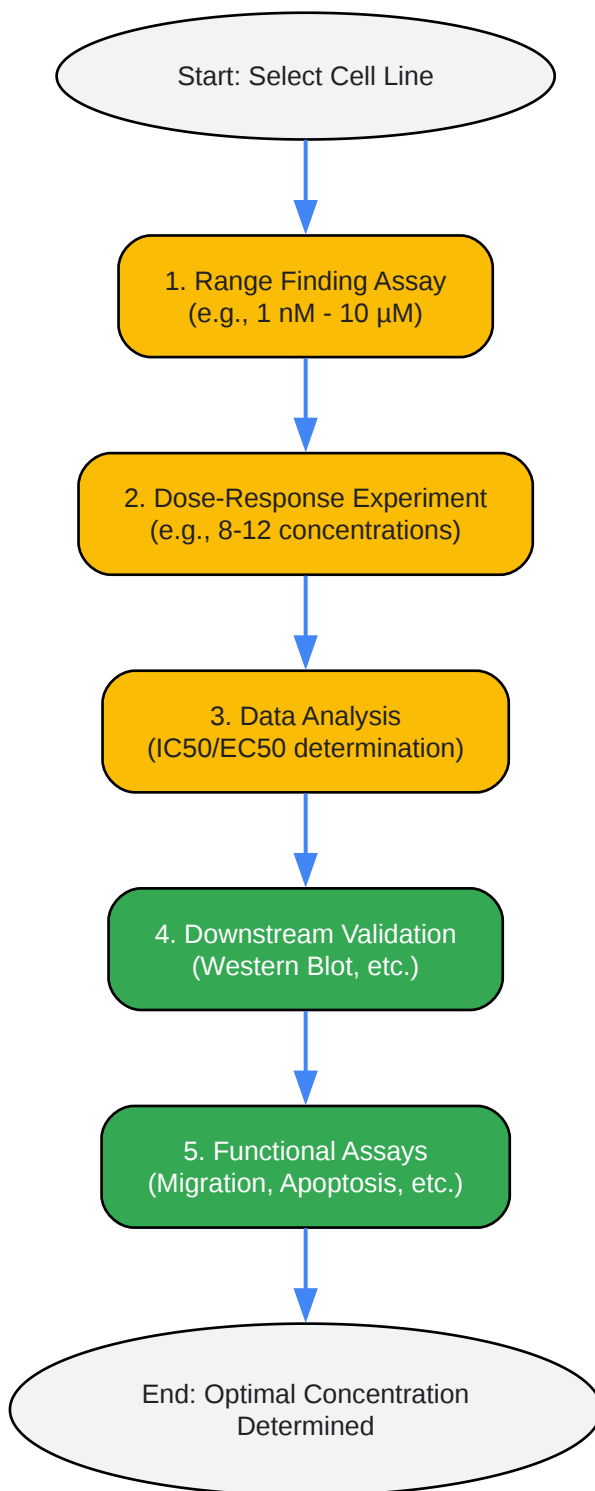 Start: Select Cell Line
1. Range Finding Assay
(e.g., 1 nM - 10 µM)
2. Dose-Response Experiment
(e.g., 8-12 concentrations)
3. Data Analysis
(IC50/EC50 determination)
4. Downstream Validation
(Western Blot, etc.)
5. Functional Assays
(Migration, Apoptosis, etc.)
End: Optimal Concentration
Determined